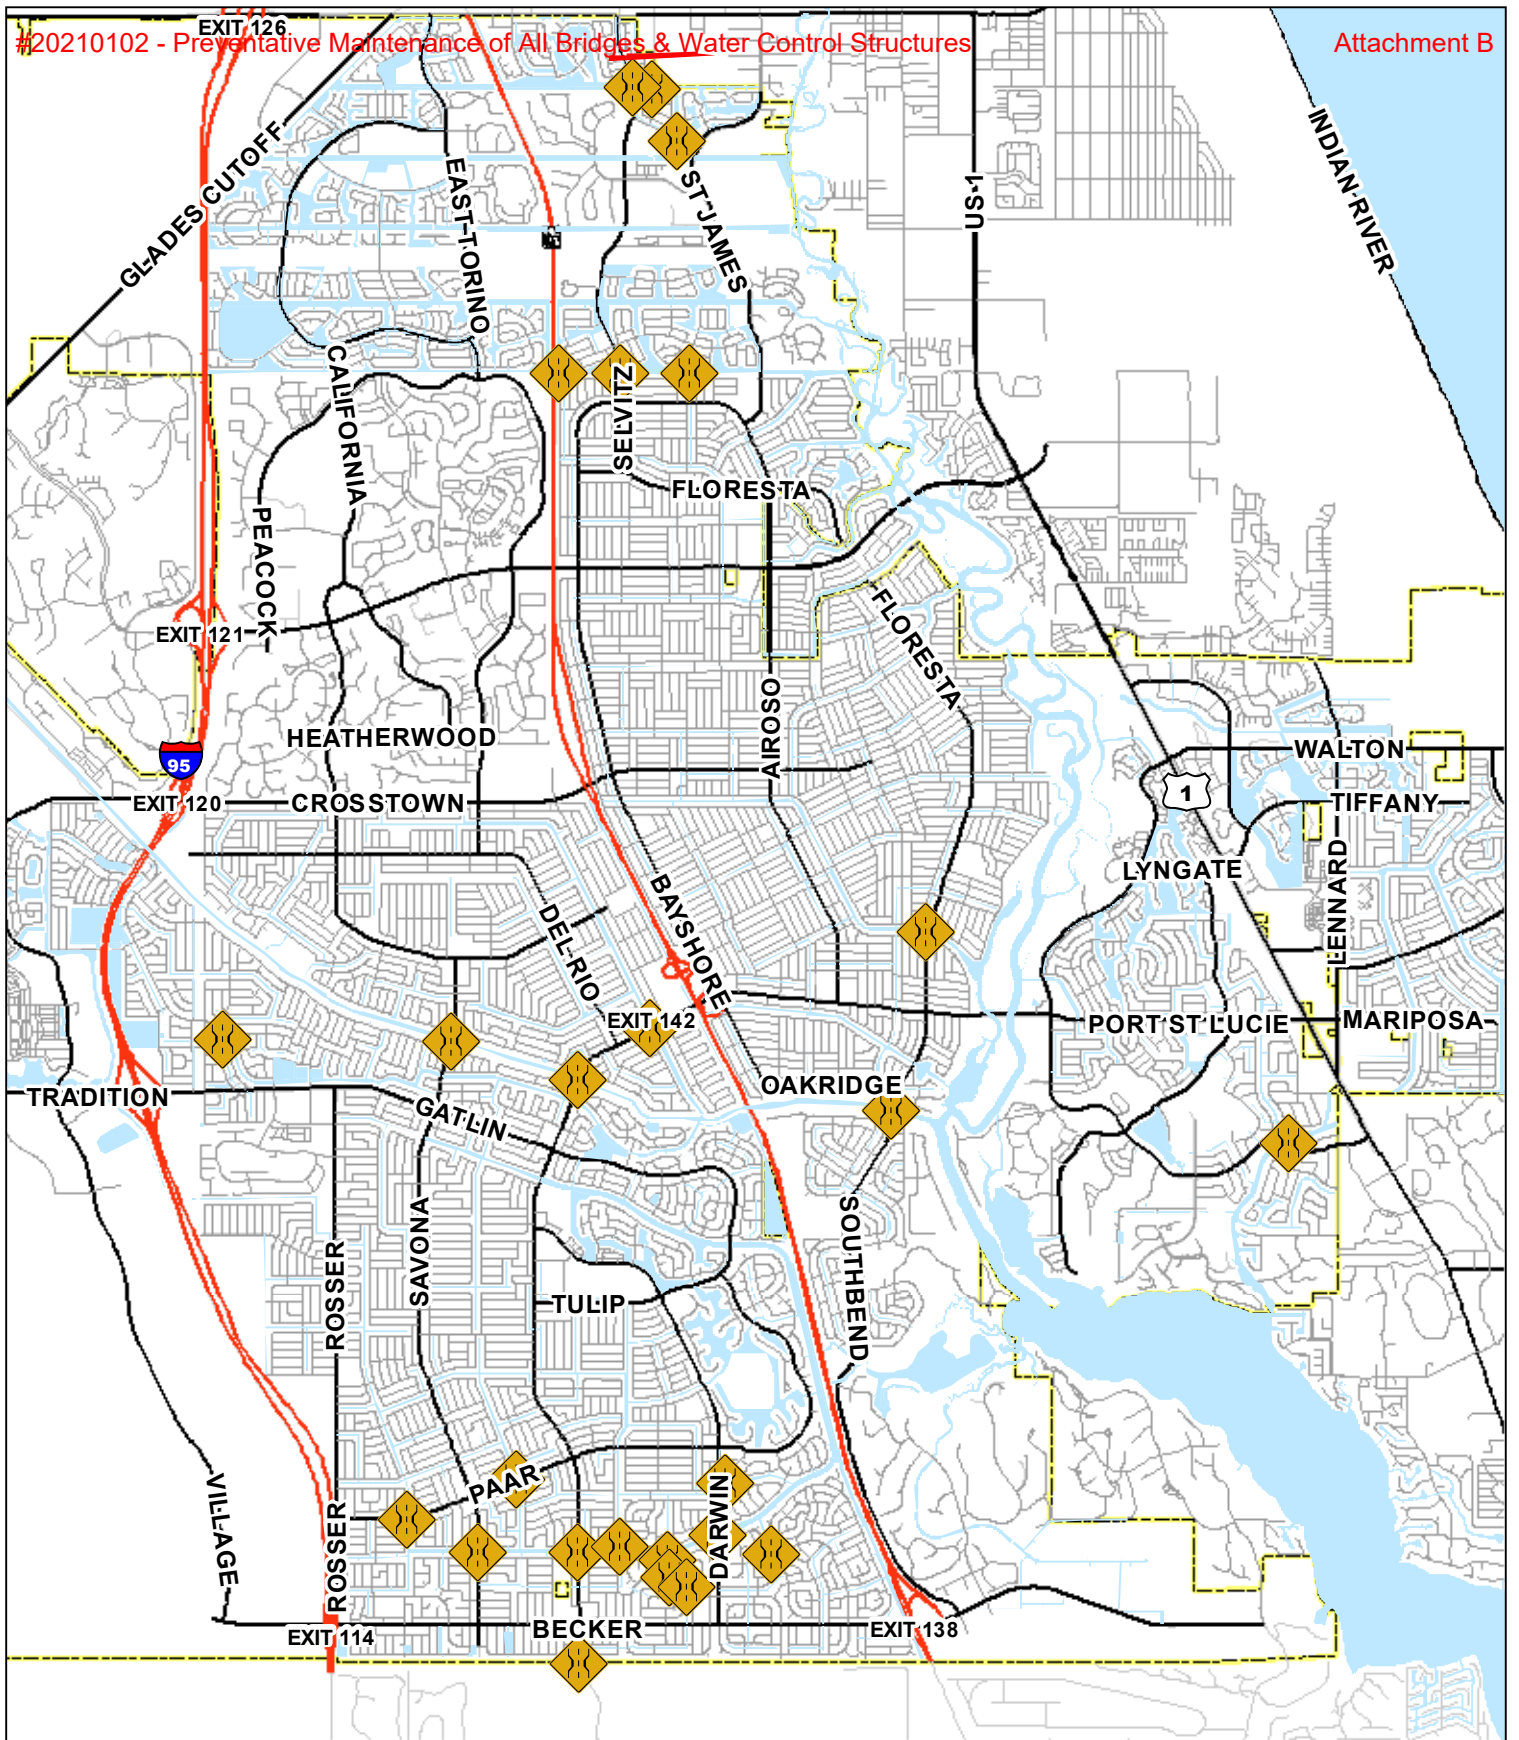 EXIT 126
#20210102 - Preventative Maintenance of All Bridges & Water Control Structures
Attachment B
INDIAN RIVER
GLADES CUTOFF
EAST TORINO
ST JAMES
US-1
CALIFORNIA
SELVITZ
FLORESTA
PEACOCK
FLORESTA
EXIT 121
AIROSO
HEATHERWOOD
WALTON
95
1
EXIT 120
CROSSTOWN
TIFFANY
LYNGATE
LENNARD
BAYSHORE
DEL RIO
EXIT 142
PORT ST LUCIE
MARIPOSA
TRADITION
OAKRIDGE
GATLIN
SAVONA
ROSSER
SOUTHBEND
TULIP
PAAR
DARWIN
VILLAGE
ROSSER
BECKER
EXIT 114
EXIT 138